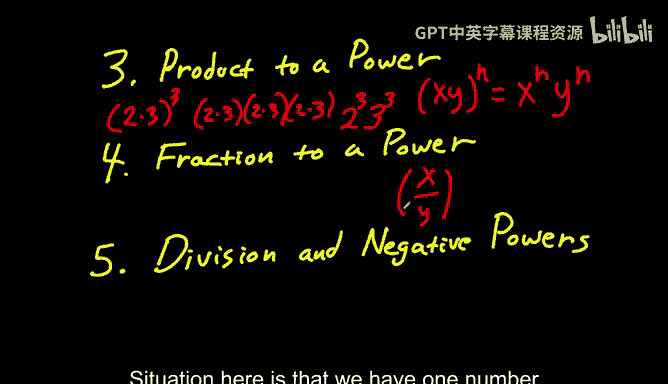 GPT中英字幕课程资源 bilibili
3. Product to a Power
(2·3)³ (2·3)(2·3)(2·3) 2³3³ (xy)ⁿ = xⁿyⁿ
4. Fraction to a Power
(x/y)
5. Division and Negative Powers
Situation here is that we have one number